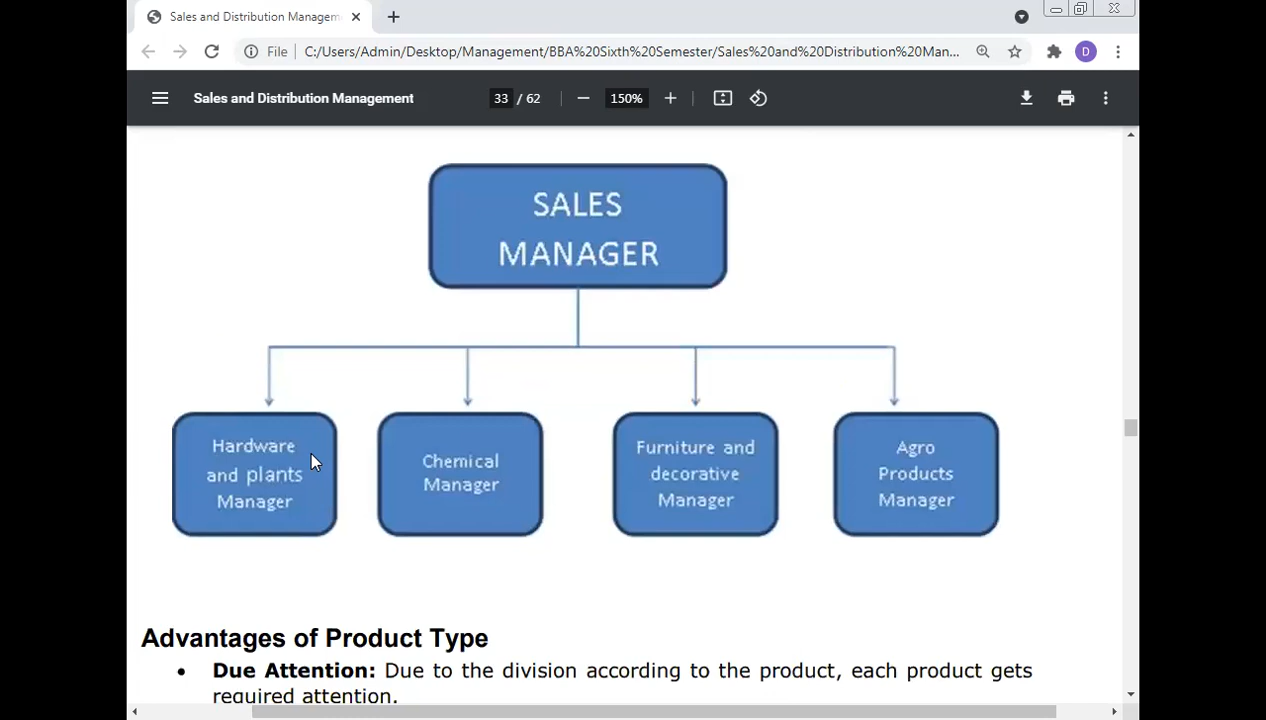 Sales and Distribution Managem
File
C:/Users/Admin/Desktop/Management/BBA%20Sixth%20Semester/Sales%20and%20Distribution%20Man...
D
Sales and Distribution Management
33 / 62
150%
SALES
MANAGER
Hardware
and plants
Manager
Chemical
Manager
Furniture and
decorative
Manager
Agro
Products
Manager
Advantages of Product Type
• Due Attention: Due to the division according to the product, each product gets
required attention.